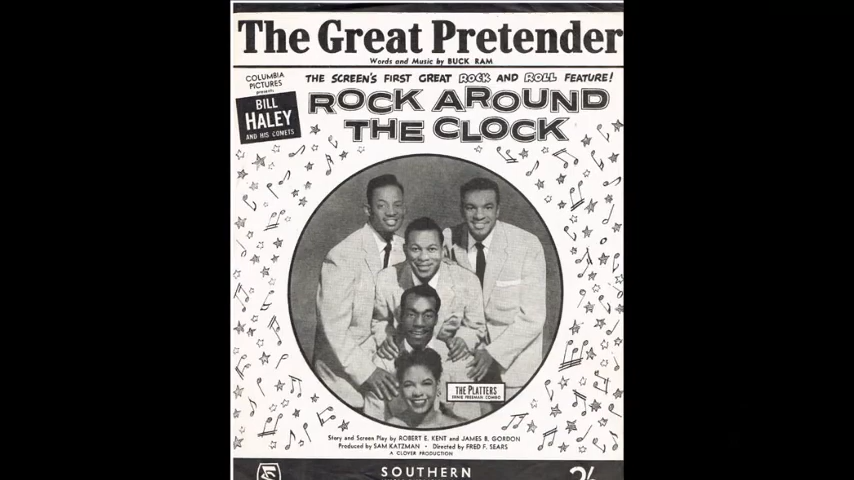 The Great Pretender
Words and Music by BUCK RAM
COLUMBIA
PICTURES
presents
BILL
HALEY
AND HIS COMETS
THE SCREEN'S FIRST GREAT ROCK AND ROLL FEATURE!
ROCK AROUND
THE CLOCK
THE PLATTERS
ERNIE FREEMAN COMBO
Story and Screen Play by ROBERT E. KENT and JAMES B. GORDON
Produced by SAM KATZMAN • Directed by FRED F. SEARS
A CLOVER PRODUCTION
SOUTHERN
2/